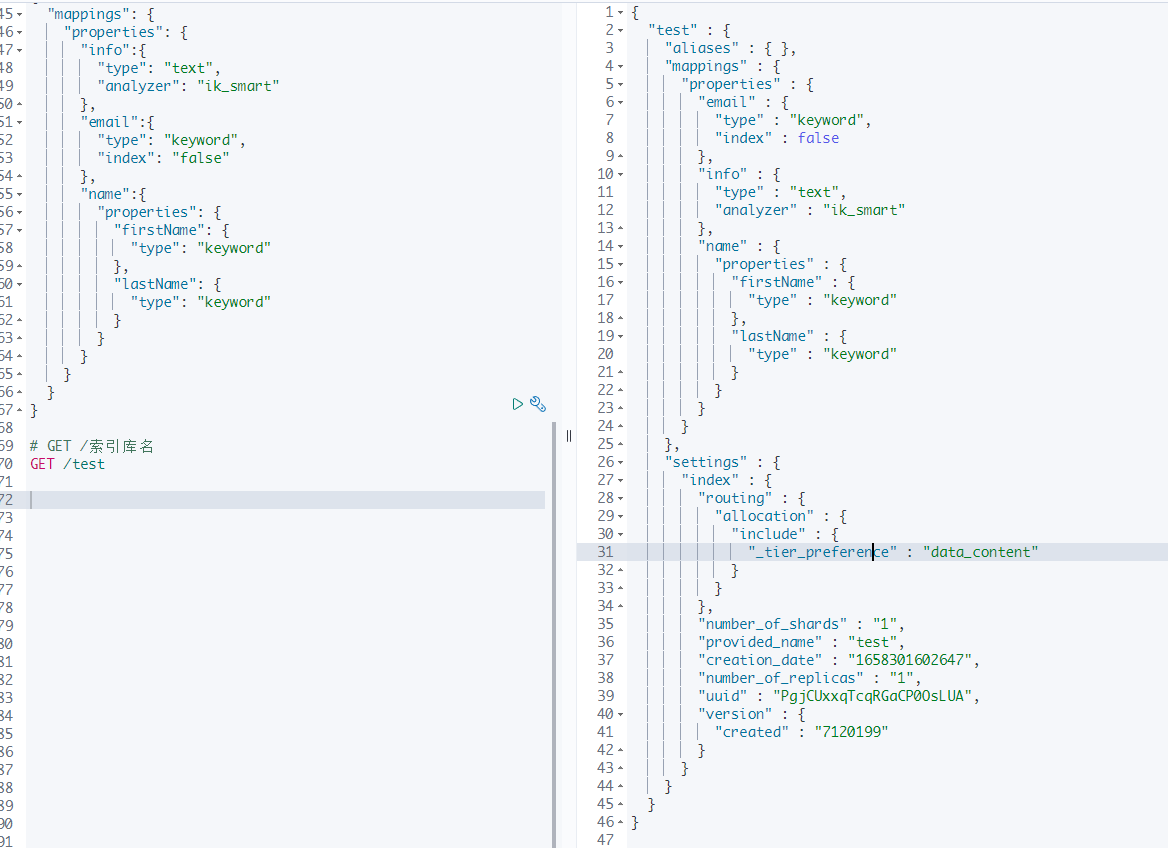 45 "mappings": {
46 "properties": {
47 "info":{
48 "type": "text",
49 "analyzer": "ik_smart"
50 },
51 "email":{
52 "type": "keyword",
53 "index": "false"
54 },
55 "name":{
56 "properties": {
57 "firstName": {
58 "type": "keyword"
59 },
60 "lastName": {
61 "type": "keyword"
62 }
63 }
64 }
65 }
66 }
67 }
68
69 # GET /索引库名
70 GET /test
71
72
73
74
75
76
77
78
79
80
81
82
83
84
85
86
87
88
89
90
91
1 {
2 "test" : {
3 "aliases" : { },
4 "mappings" : {
5 "properties" : {
6 "email" : {
7 "type" : "keyword",
8 "index" : false
9 },
10 "info" : {
11 "type" : "text",
12 "analyzer" : "ik_smart"
13 },
14 "name" : {
15 "properties" : {
16 "firstName" : {
17 "type" : "keyword"
18 },
19 "lastName" : {
20 "type" : "keyword"
21 }
22 }
23 }
24 }
25 },
26 "settings" : {
27 "index" : {
28 "routing" : {
29 "allocation" : {
30 "include" : {
31 "_tier_preference" : "data_content"
32 }
33 }
34 },
35 "number_of_shards" : "1",
36 "provided_name" : "test",
37 "creation_date" : "1658301602647",
38 "number_of_replicas" : "1",
39 "uuid" : "PgjCUxxqTcqRGaCP0OsLUA",
40 "version" : {
41 "created" : "7120199"
42 }
43 }
44 }
45 }
46 }
47